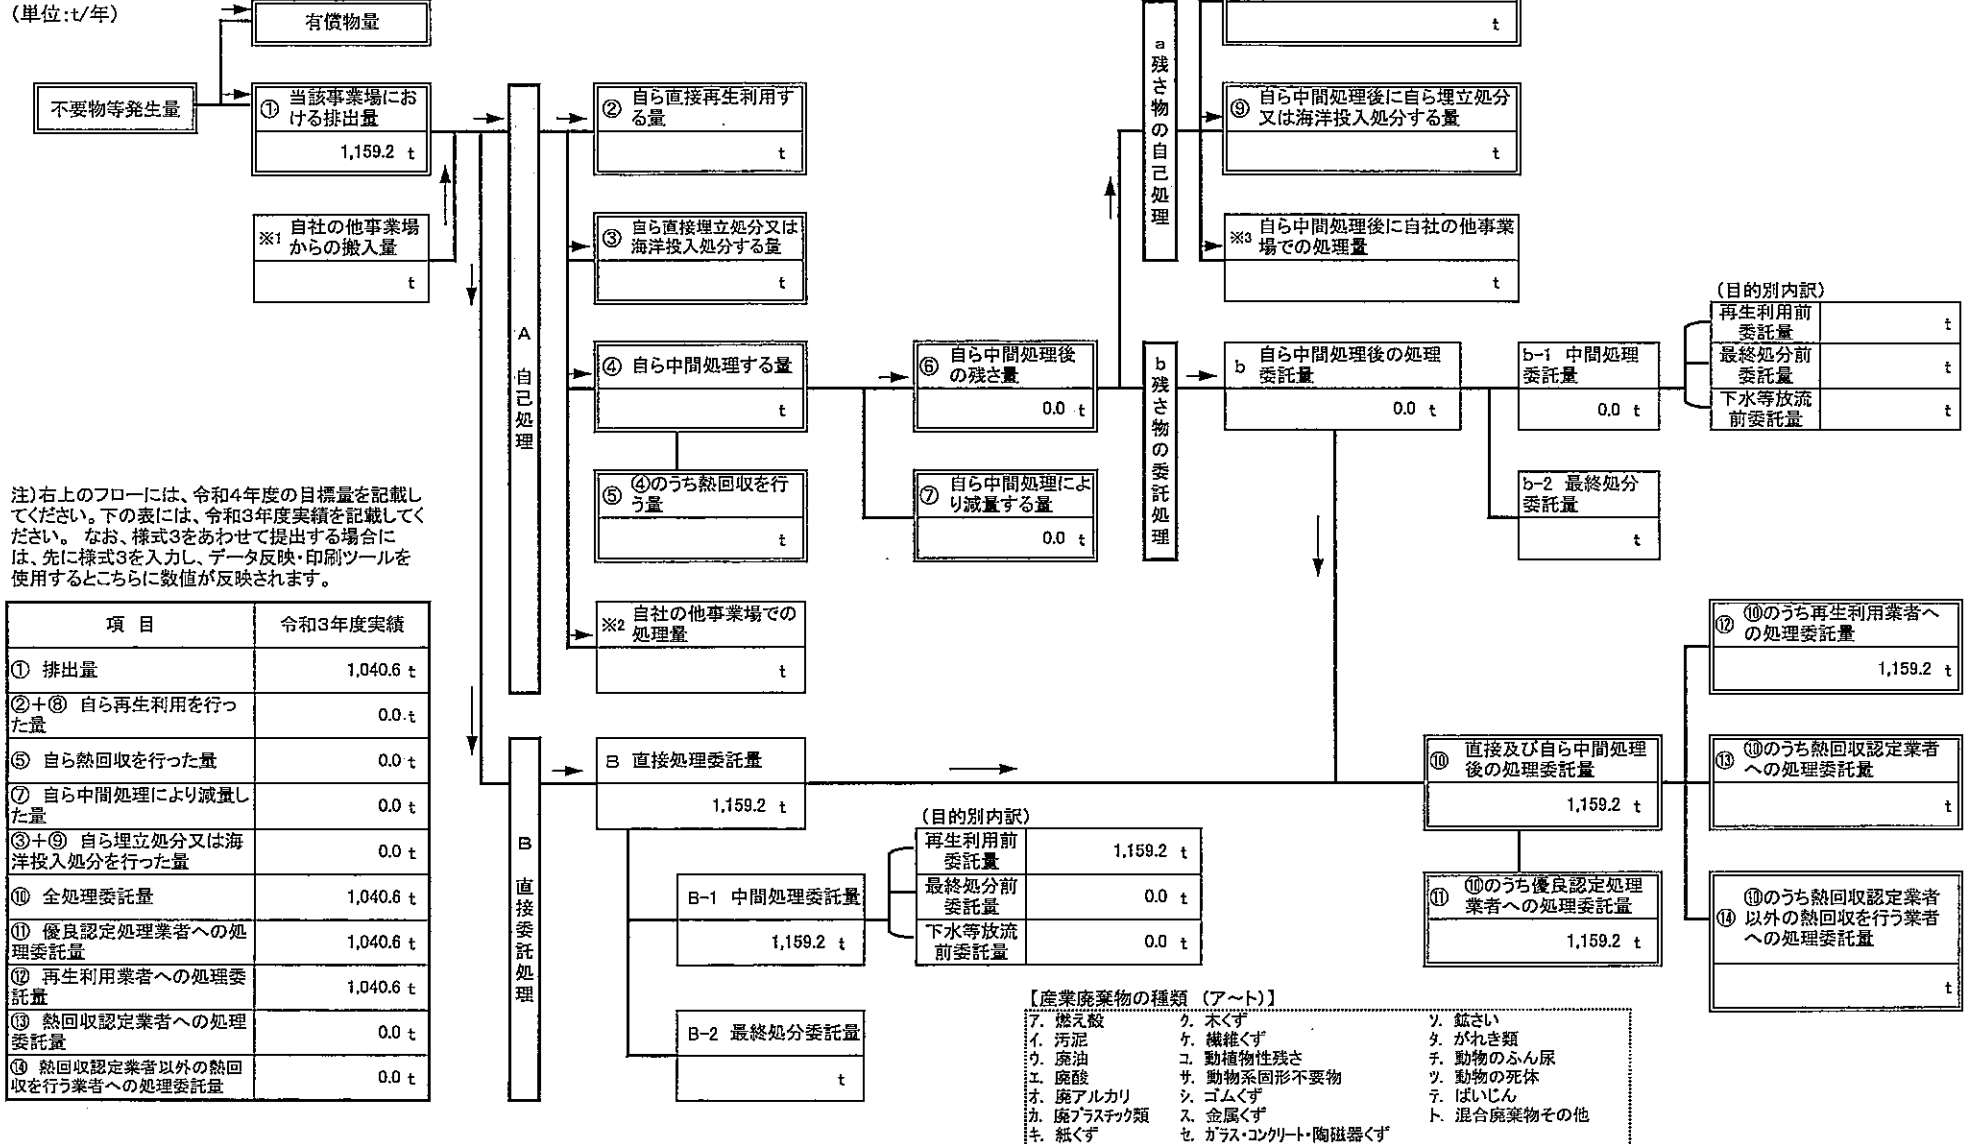 (単位:t/年)
有償物量
不要物等発生量
① 当該事業場にお
ける排出量
1,159.2 t
※1 自社の他事業場
からの搬入量
t
A 自己処理
② 自ら直接再生利用す
る量
t
③ 自ら直接埋立処分又は
海洋投入処分する量
t
④ 自ら中間処理する量
t
⑤ ④のうち熱回収を行
う量
t
※2 自社の他事業場での
処理量
t
⑥ 自ら中間処理後
の残さ量
0.0 t
⑦ 自ら中間処理によ
り減量する量
0.0 t
a 残さ物の自己処理
t
⑨ 自ら中間処理後に自ら埋立処分
又は海洋投入処分する量
t
※3 自ら中間処理後に自社の他事業
場での処理量
t
b 残さ物の委託処理
b 自ら中間処理後の処理
委託量
0.0 t
b-1 中間処理
委託量
0.0 t
b-2 最終処分
委託量
t
(目的別内訳)
再生利用前
委託量
t
最終処分前
委託量
t
下水等放流
前委託量
t
注)右上のフローには、令和4年度の目標量を記載し
てください。下の表には、令和3年度実績を記載してく
ださい。 なお、様式3をあわせて提出する場合に
は、先に様式3を入力し、データ反映・印刷ツールを
使用するとこちらに数値が反映されます。
項 目 令和3年度実績
① 排出量 1,040.6 t
②+⑧ 自ら再生利用を行っ
た量 0.0 t
⑤ 自ら熱回収を行った量 0.0 t
⑦ 自ら中間処理により減量し
た量 0.0 t
③+⑨ 自ら埋立処分又は海
洋投入処分を行った量 0.0 t
⑩ 全処理委託量 1,040.6 t
⑪ 優良認定処理業者への処
理委託量 1,040.6 t
⑫ 再生利用業者への処理委
託量 1,040.6 t
⑬ 熱回収認定業者への処理
委託量 0.0 t
⑭ 熱回収認定業者以外の熱回
収を行う業者への処理委託量 0.0 t
B 直接委託処理
B 直接処理委託量
1,159.2 t
B-1 中間処理委託量
1,159.2 t
B-2 最終処分委託量
t
(目的別内訳)
再生利用前
委託量
1,159.2 t
最終処分前
委託量
0.0 t
下水等放流
前委託量
0.0 t
⑩ 直接及び自ら中間処理
後の処理委託量
1,159.2 t
⑪ ⑩のうち優良認定処理
業者への処理委託量
1,159.2 t
⑫ ⑩のうち再生利用業者へ
の処理委託量
1,159.2 t
⑬ ⑩のうち熱回収認定業者
への処理委託量
t
⑭ ⑩のうち熱回収認定業者
以外の熱回収を行う業者
への処理委託量
t
【産業廃棄物の種類 (ア~ト)】
ア. 燃え殻 ク. 木くず ソ. 鉱さい
イ. 汚泥 ケ. 繊維くず タ. がれき類
ウ. 廃油 コ. 動植物性残さ チ. 動物のふん尿
エ. 廃酸 サ. 動物系固形不要物 ツ. 動物の死体
オ. 廃アルカリ シ. ゴムくず テ. ばいじん
カ. 廃プラスチック類 ス. 金属くず ト. 混合廃棄物その他
キ. 紙くず セ. ガラス・コンクリート・陶磁器くず